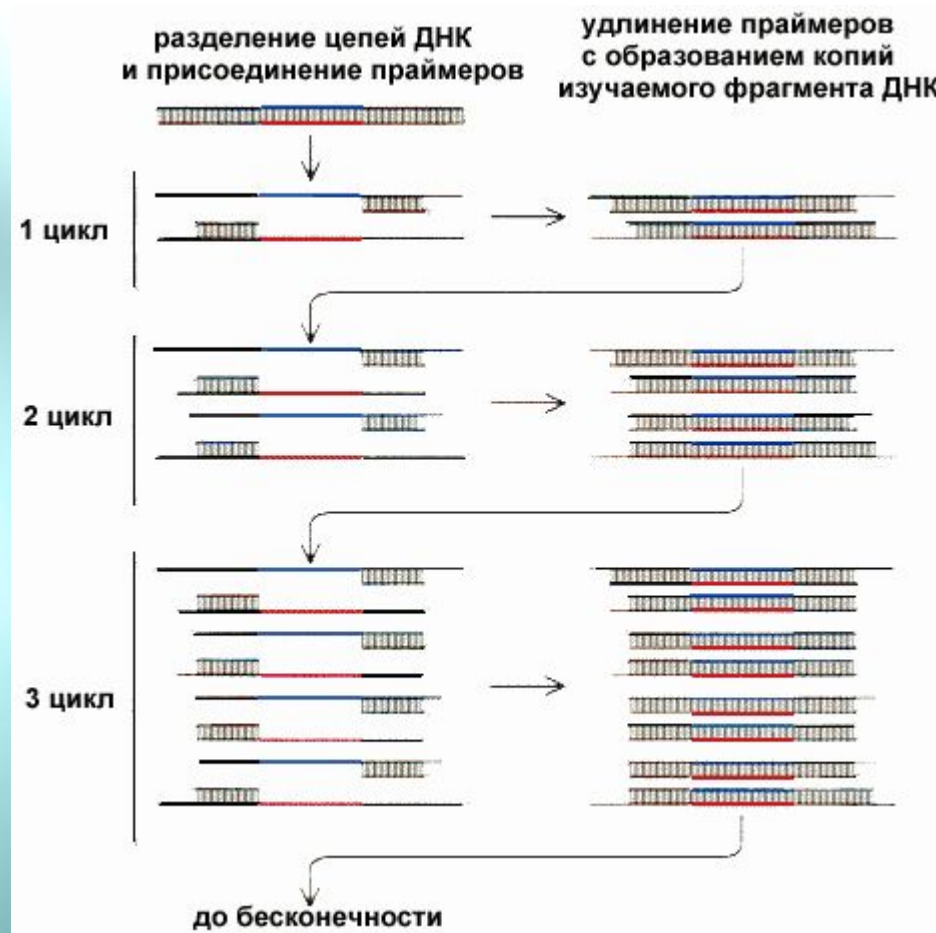 разделение цепей ДНК
и присоединение праймеров
удлинение праймеров
с образованием копий
изучаемого фрагмента ДНК
1 цикл
2 цикл
3 цикл
до бесконечности